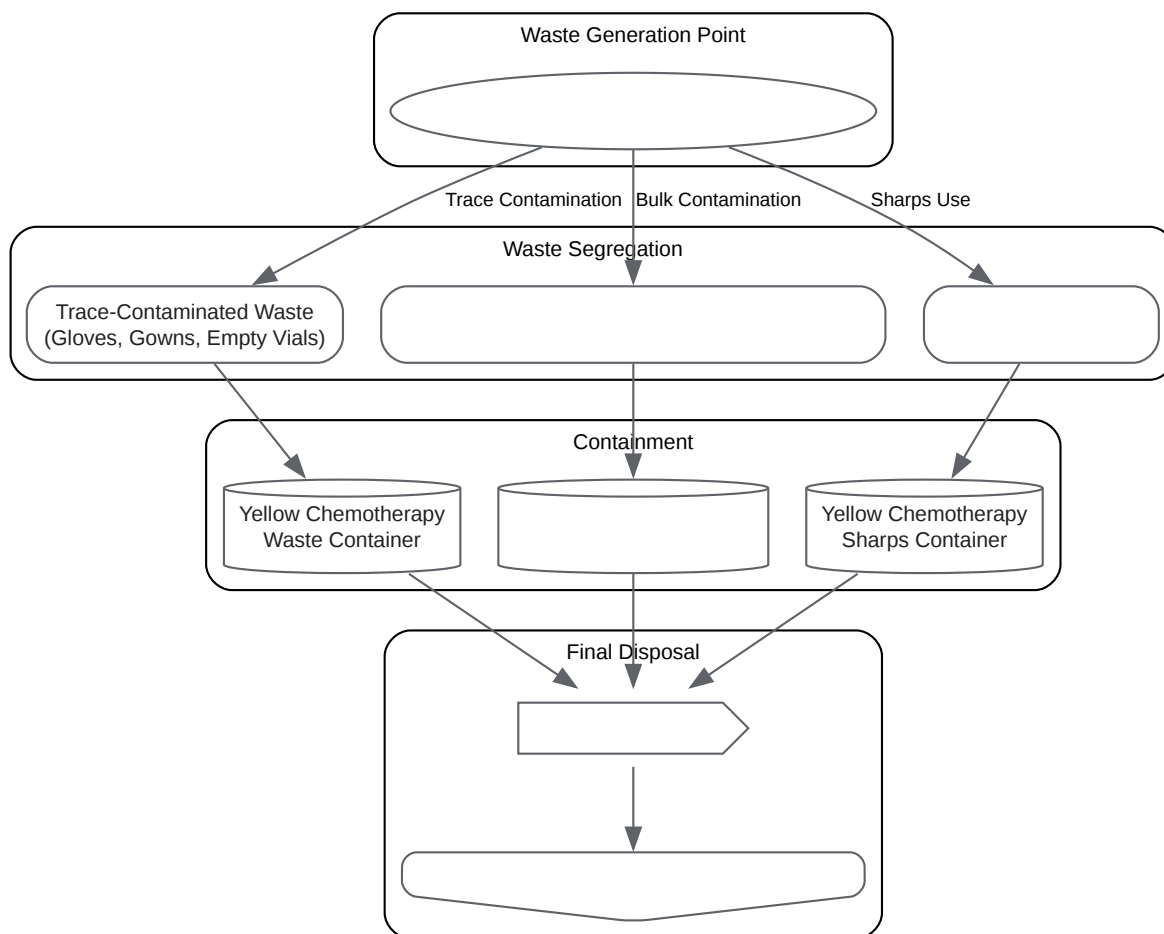 Waste Generation Point
Trace Contamination
Bulk Contamination
Sharps Use
Waste Segregation
Trace-Contaminated Waste
(Gloves, Gowns, Empty Vials)
Containment
Yellow Chemotherapy
Waste Container
Yellow Chemotherapy
Sharps Container
Final Disposal